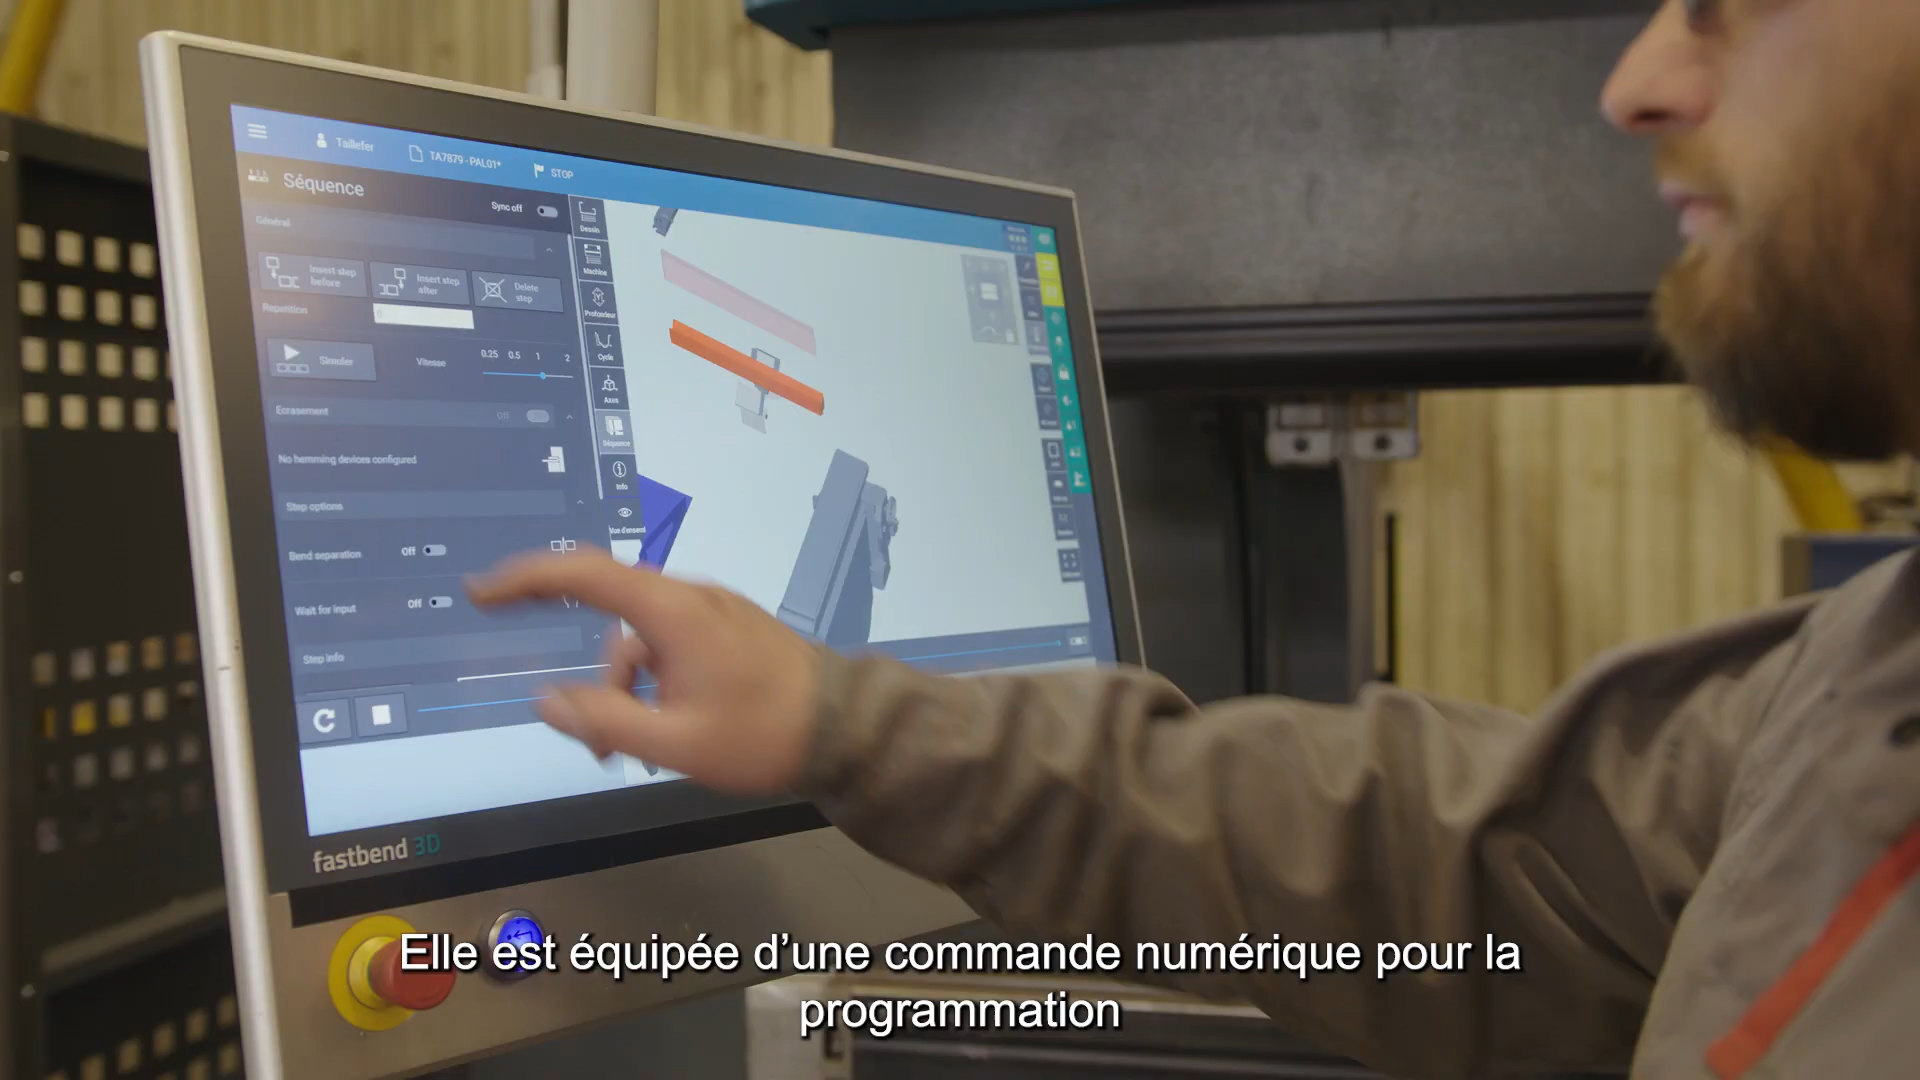 Taillefer
TA7879 - PAL01*
STOP
Séquence
Sync off
Général
Insert step before
Insert step after
Delete step
Repetition
0
Simuler
Vitesse
0.25 0.5 1 2
Ecrasement
Off
No hemming devices configured
Step options
Bend separation
Off
Wait for input
Off
Step info
Dessin
Machine
Profondeur
Cycle
Axes
Séquence
Info
Vue d'ensem
fastbend 3D
Elle est équipée d’une commande numérique pour la
programmation